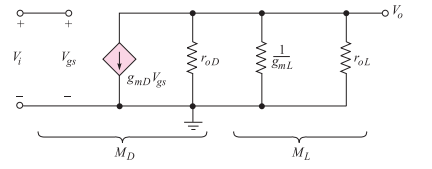 V_o
+ +
V_i V_gs g_mD V_gs r_oD 1/g_mL r_oL
− −
M_D M_L